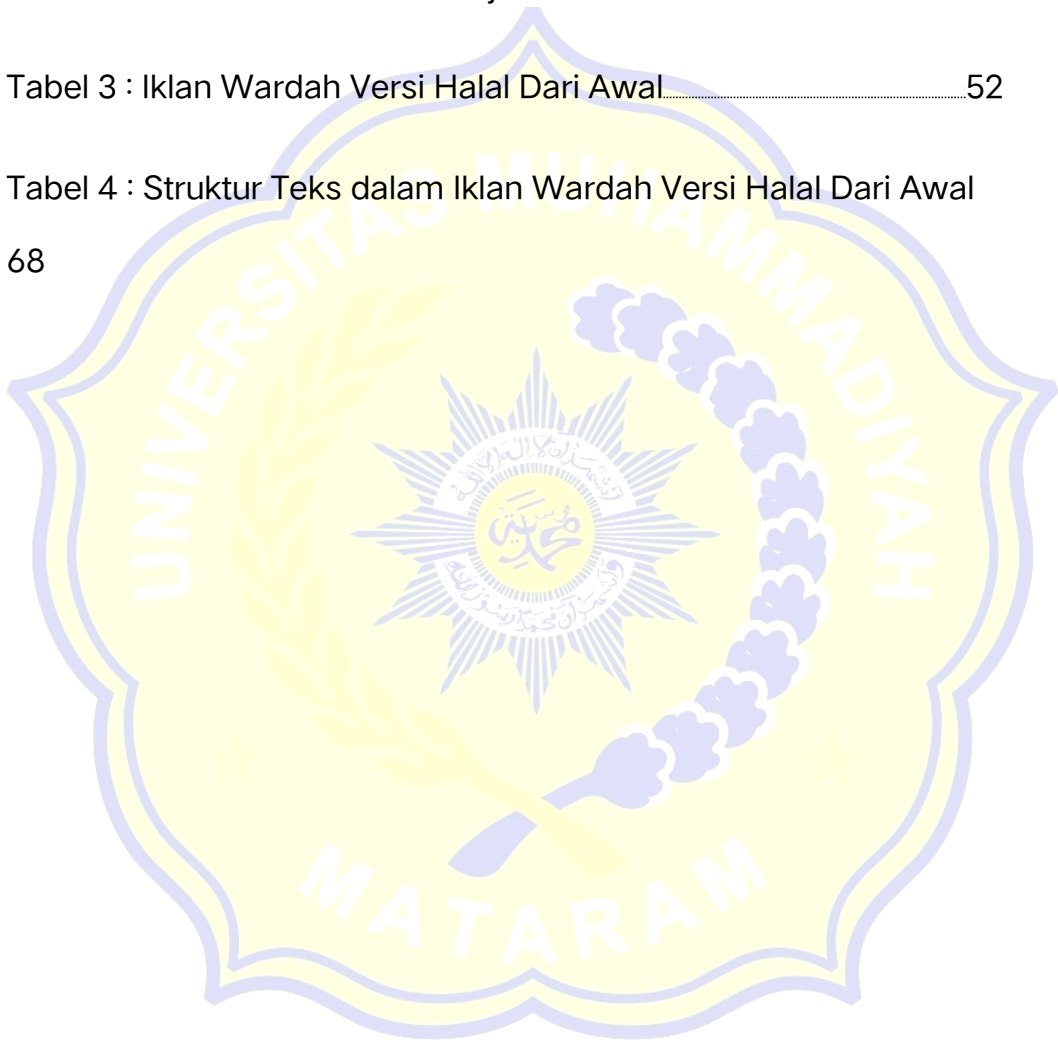 Tabel 3 : Iklan Wardah Versi Halal Dari Awal........................................52
Tabel 4 : Struktur Teks dalam Iklan Wardah Versi Halal Dari Awal
68
UNIVERSITAS MUHAMMADIYAH
MATARAM